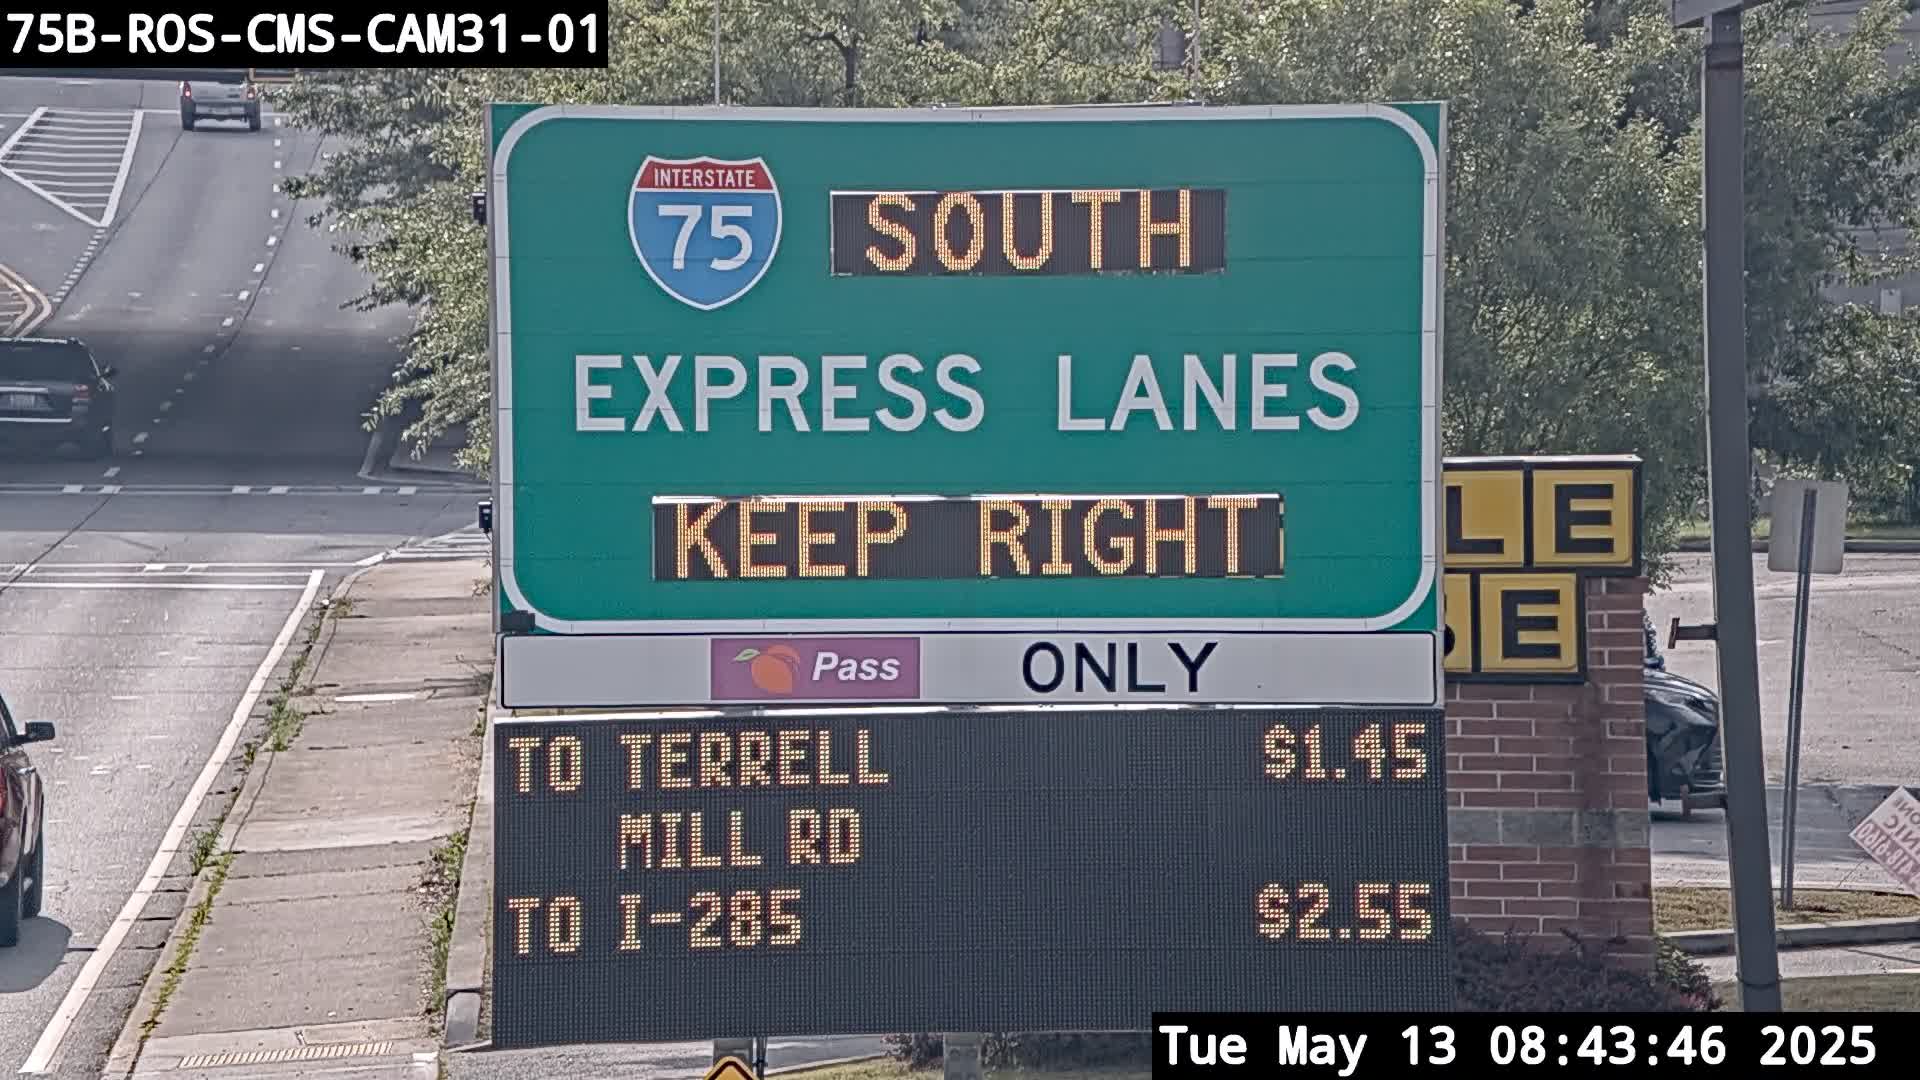 75B-ROS-CMS-CAM31-01
INTERSTATE
75
SOUTH
EXPRESS LANES
KEEP RIGHT
Pass ONLY
TO TERRELL $1.45
MILL RD
TO I-285 $2.55
LE
E
Tue May 13 08:43:46 2025